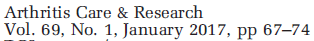 Arthritis Care & Research
Vol. 69, No. 1, January 2017, pp 67–74